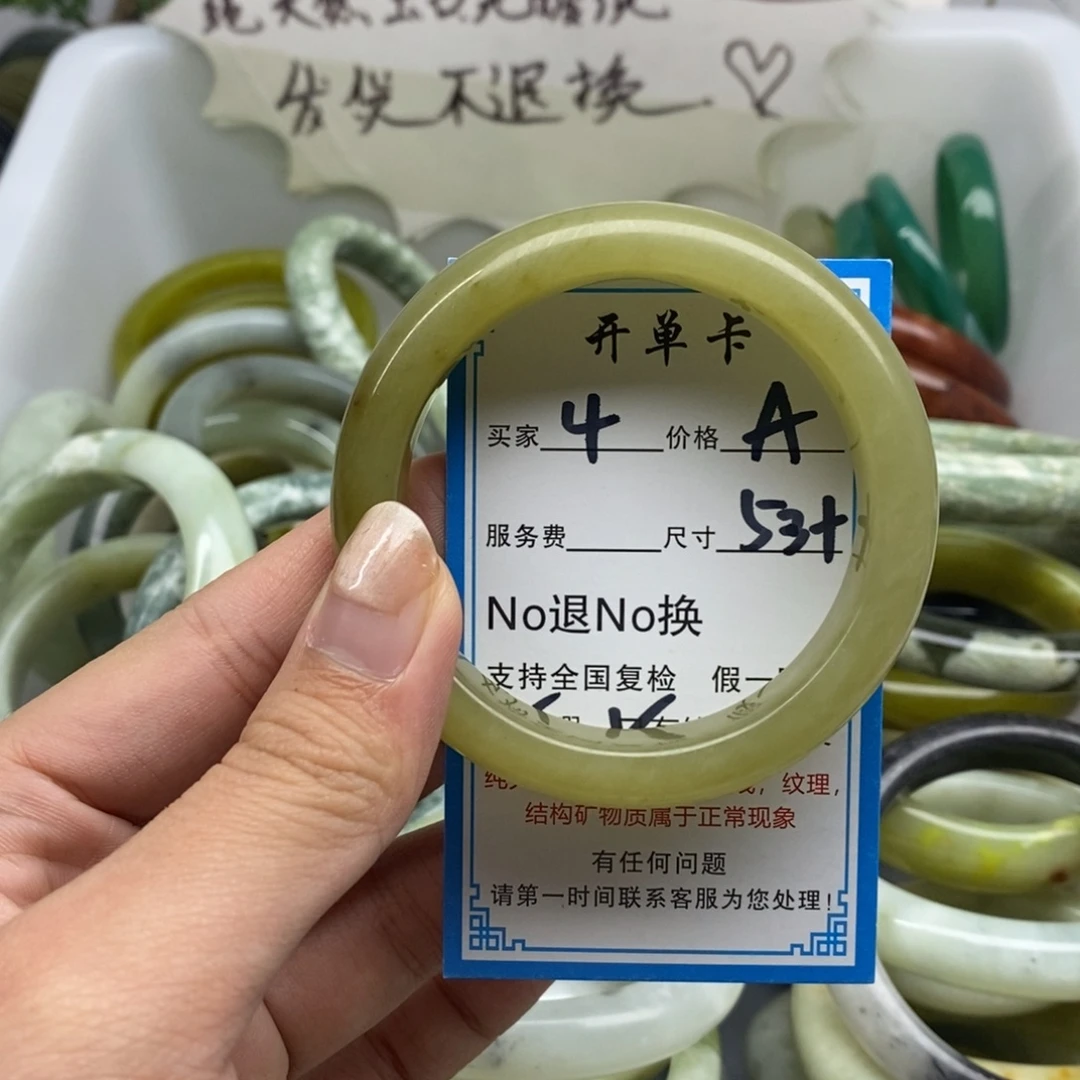 发货不退换
开单卡
买家 4 价格 A
服务费 尺寸 53+
No退No换
支持全国复检 假一
纹理，
结构矿物质属于正常现象
有任何问题
请第一时间联系客服为您处理！